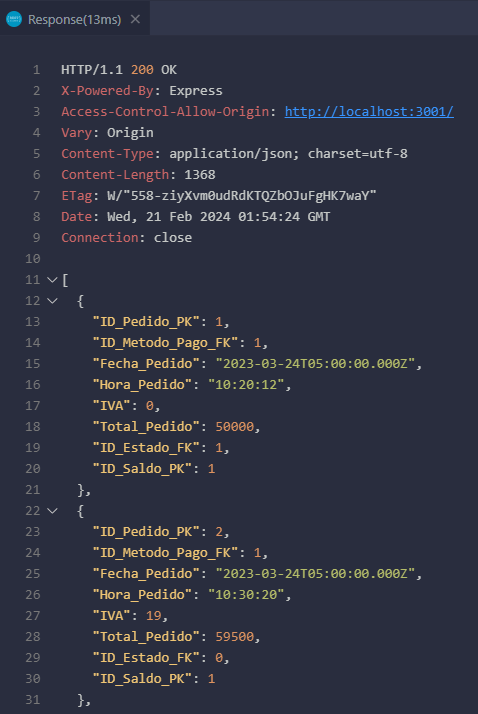 Response(13ms)
1 HTTP/1.1 200 OK
2 X-Powered-By: Express
3 Access-Control-Allow-Origin: http://localhost:3001/
4 Vary: Origin
5 Content-Type: application/json; charset=utf-8
6 Content-Length: 1368
7 ETag: W/"558-ziyXvm0udRdKTQZbOJuFgHK7waY"
8 Date: Wed, 21 Feb 2024 01:54:24 GMT
9 Connection: close
10
11 [
12 {
13 "ID_Pedido_PK": 1,
14 "ID_Metodo_Pago_FK": 1,
15 "Fecha_Pedido": "2023-03-24T05:00:00.000Z",
16 "Hora_Pedido": "10:20:12",
17 "IVA": 0,
18 "Total_Pedido": 50000,
19 "ID_Estado_FK": 1,
20 "ID_Saldo_PK": 1
21 },
22 {
23 "ID_Pedido_PK": 2,
24 "ID_Metodo_Pago_FK": 1,
25 "Fecha_Pedido": "2023-03-24T05:00:00.000Z",
26 "Hora_Pedido": "10:30:20",
27 "IVA": 19,
28 "Total_Pedido": 59500,
29 "ID_Estado_FK": 0,
30 "ID_Saldo_PK": 1
31 },